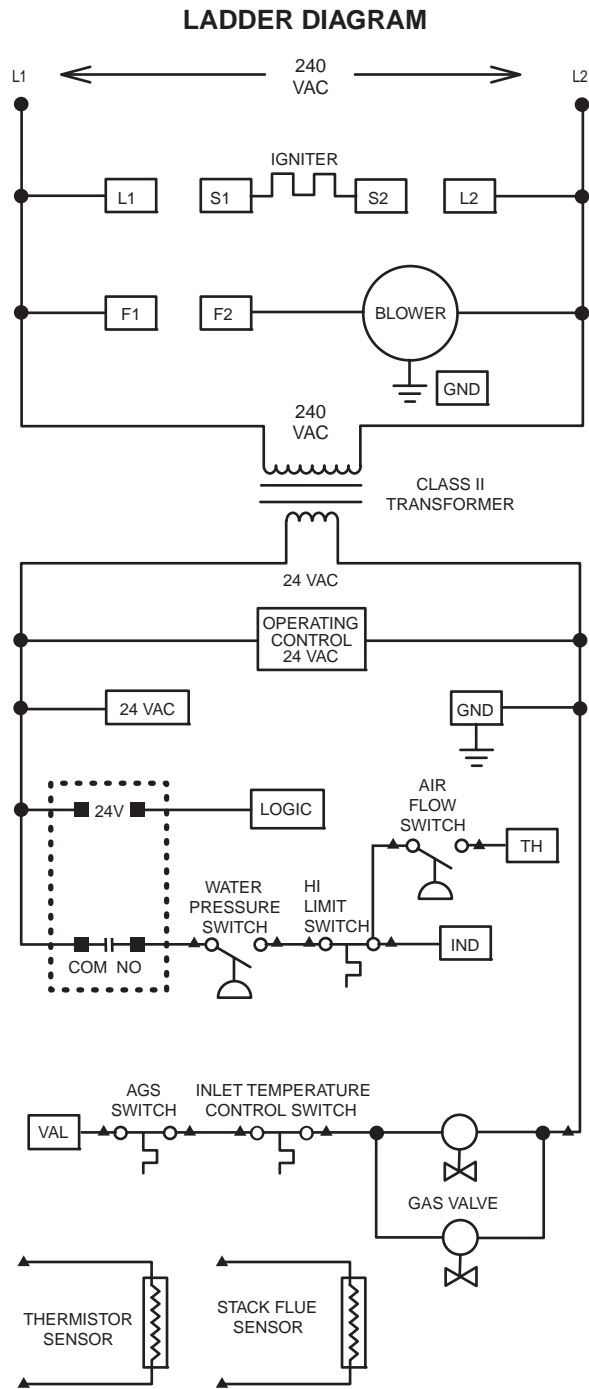 LADDER DIAGRAM
L1
240
VAC
L2
IGNITER
L1
S1
S2
L2
F1
F2
BLOWER
GND
240
VAC
CLASS II
TRANSFORMER
24 VAC
OPERATING
CONTROL
24 VAC
24 VAC
GND
24V
LOGIC
AIR
FLOW
SWITCH
TH
WATER
PRESSURE
SWITCH
HI
LIMIT
SWITCH
IND
COM NO
AGS
SWITCH
INLET TEMPERATURE
CONTROL SWITCH
VAL
GAS VALVE
THERMISTOR
SENSOR
STACK FLUE
SENSOR